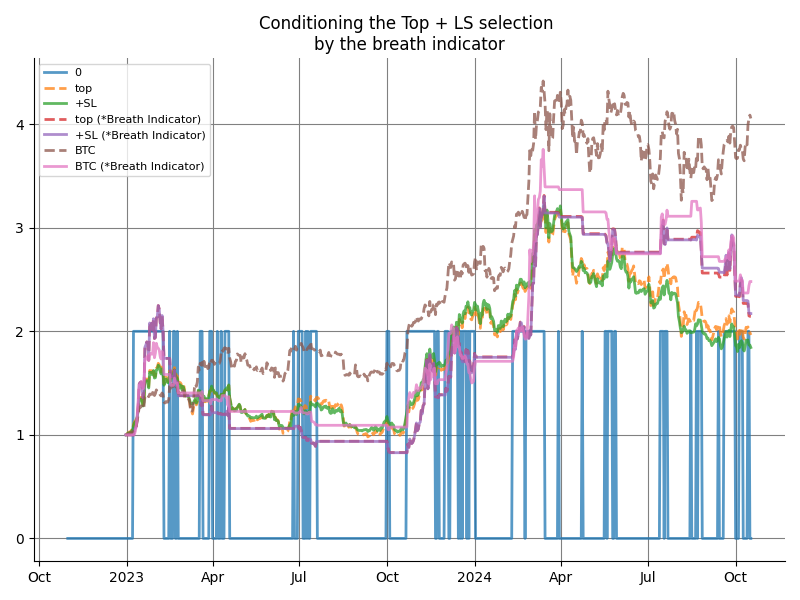 Conditioning the Top + LS selection
by the breath indicator
0
top
+SL
top (*Breath Indicator)
+SL (*Breath Indicator)
BTC
BTC (*Breath Indicator)
4
3
2
1
0
Oct 2023 Apr Jul Oct 2024 Apr Jul Oct